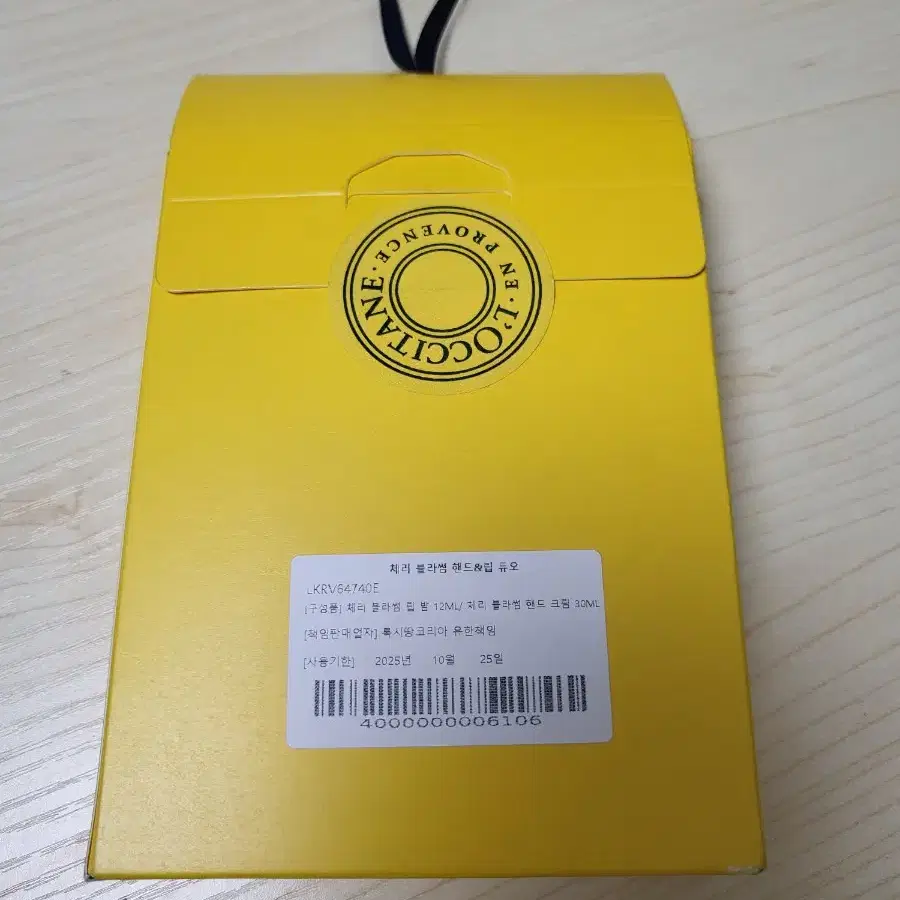 L'OCCITANE · EN PROVENCE ·
체리 블라썸 핸드&립 듀오
LKRV64740E
[구성품] 체리 블라썸 립 밤 12ML/ 체리 블라썸 핸드 크림 30ML
[책임판매업자] 록시땅코리아 유한책임
[사용기한] 2025년 10월 25일
4000000006106